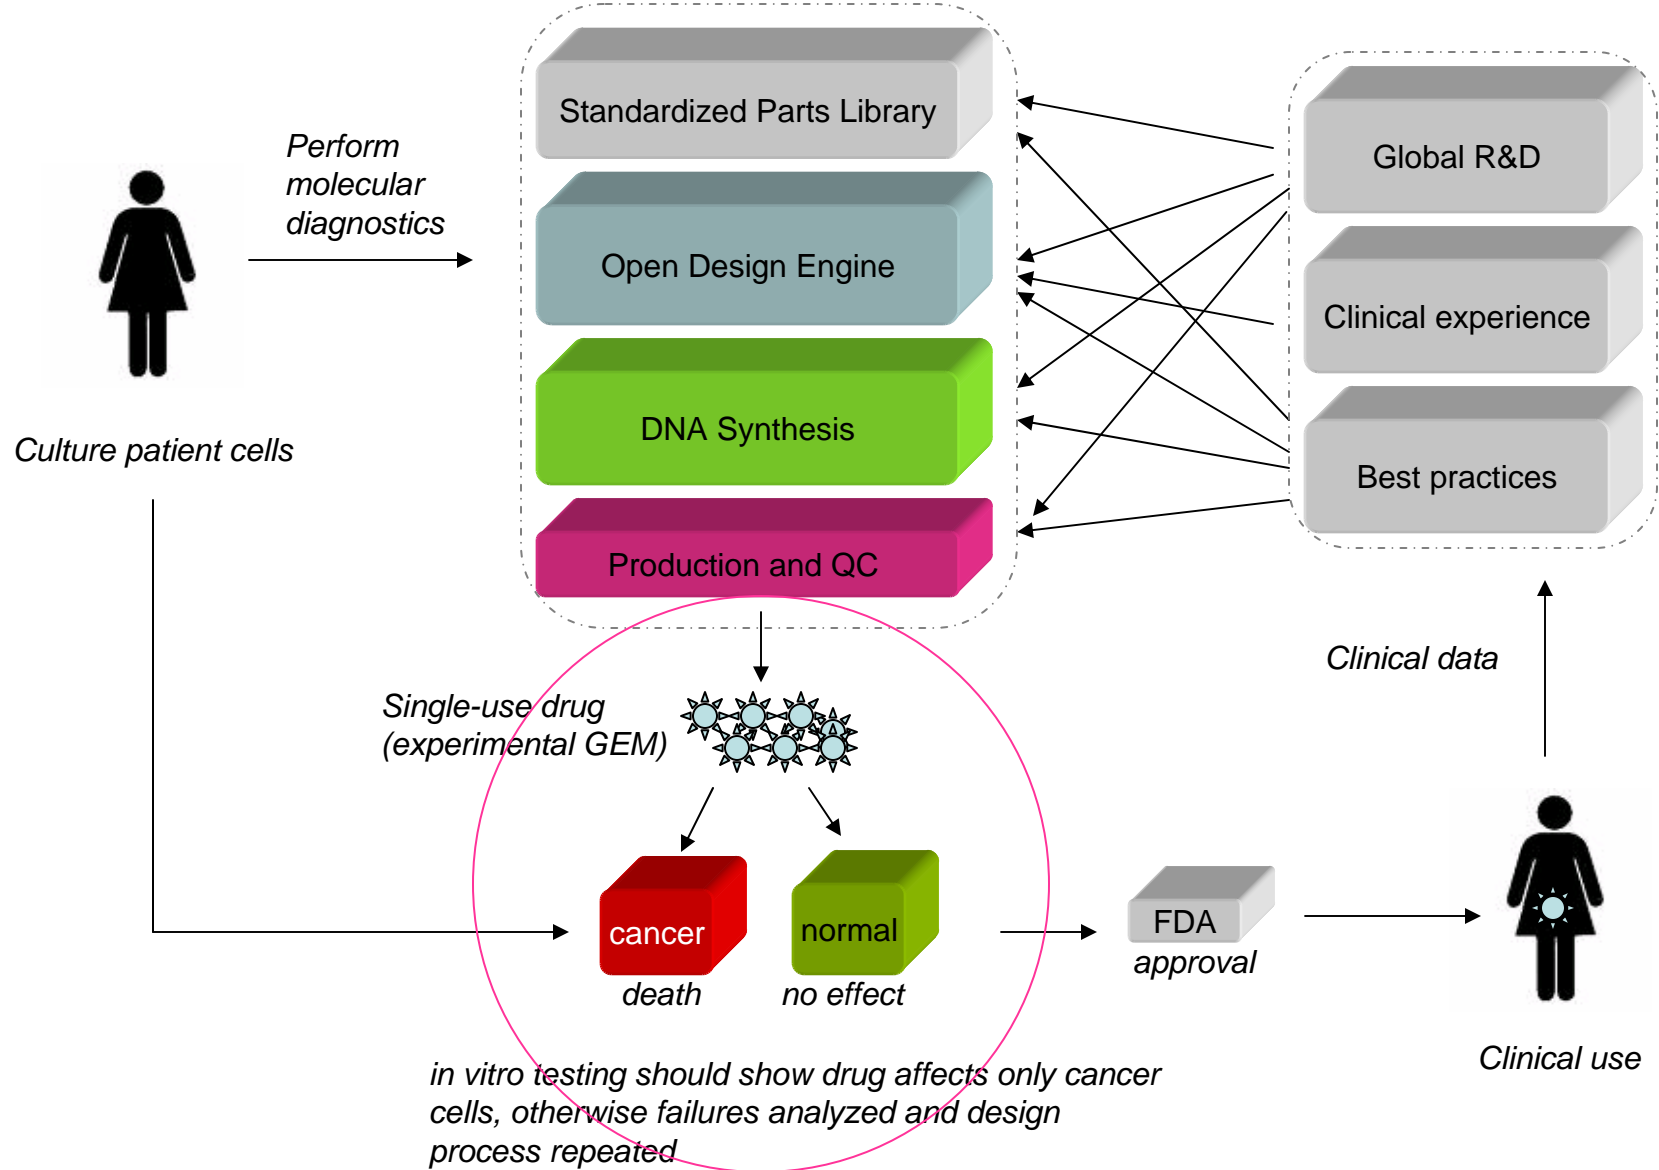 Standardized Parts Library
Perform
molecular
diagnostics
Global R&D
Open Design Engine
Clinical experience
DNA Synthesis
Culture patient cells
Best practices
Production and QC
Clinical data
Single-use drug
(experimental GEM)
cancer
normal
FDA
approval
death
no effect
Clinical use
in vitro testing should show drug affects only cancer
cells, otherwise failures analyzed and design
process repeated